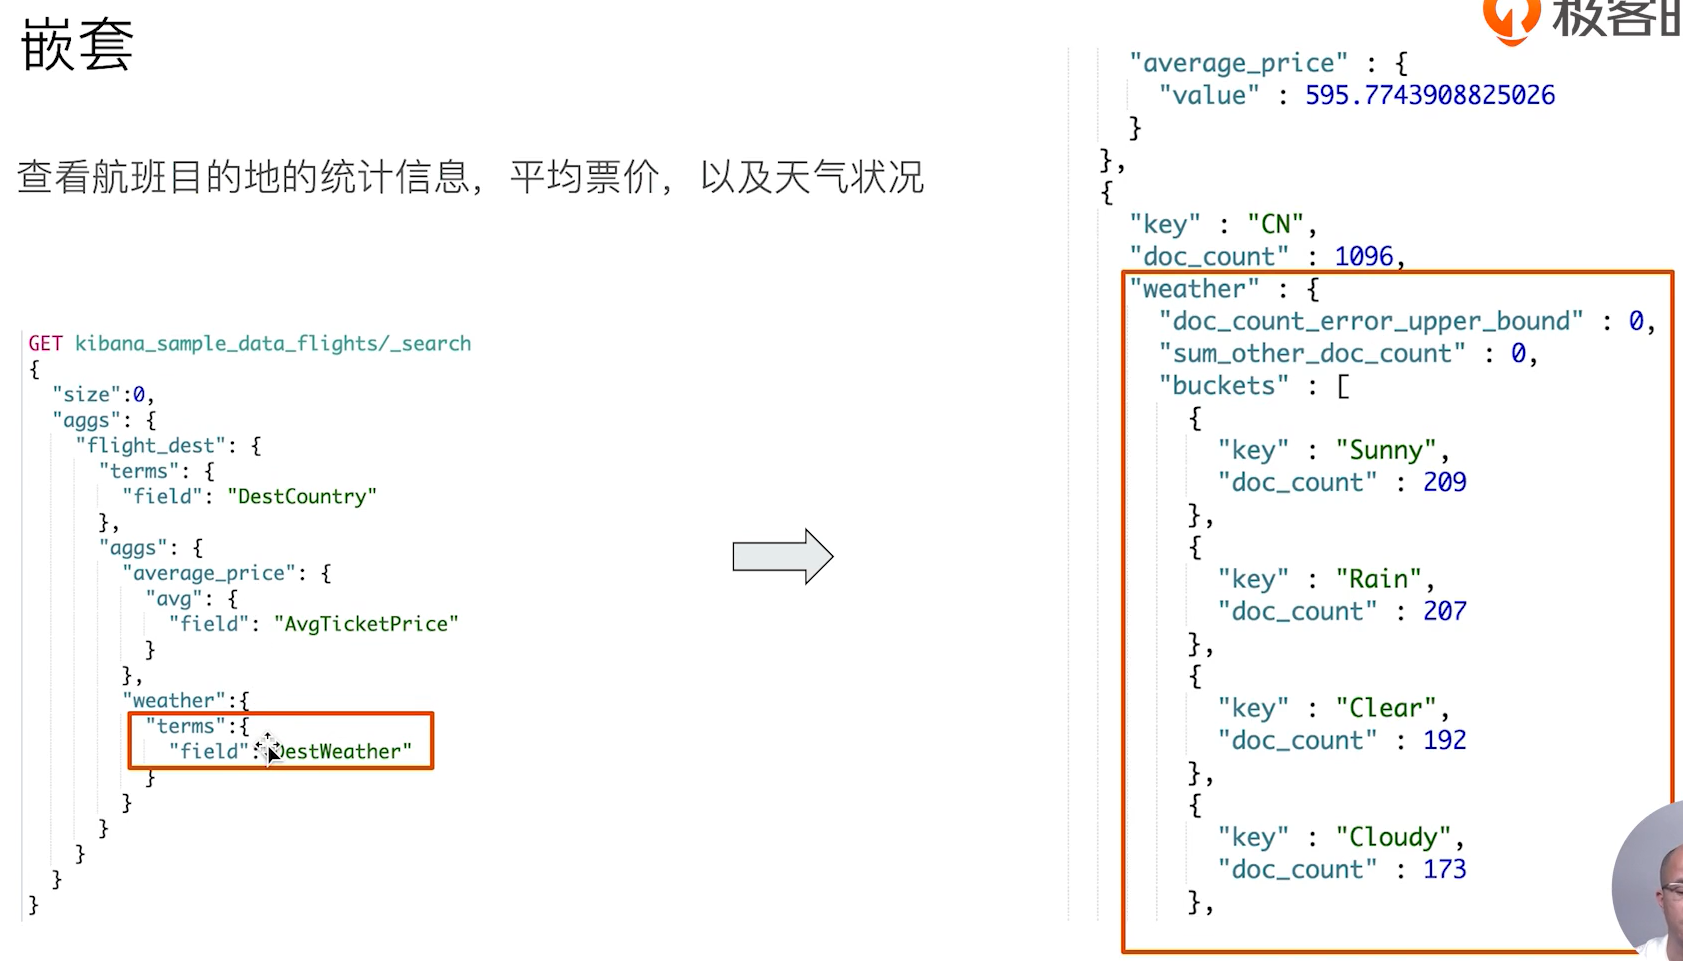 嵌套
极客时
查看航班目的地的统计信息，平均票价，以及天气状况
GET kibana_sample_data_flights/_search
{
"size":0,
"aggs": {
"flight_dest": {
"terms": {
"field": "DestCountry"
},
"aggs": {
"average_price": {
"avg": {
"field": "AvgTicketPrice"
}
},
"weather":{
"terms":{
"field": DestWeather"
}
}
}
}
}
}
"average_price" : {
"value" : 595.7743908825026
}
},
{
"key" : "CN",
"doc_count" : 1096,
"weather" : {
"doc_count_error_upper_bound" : 0,
"sum_other_doc_count" : 0,
"buckets" : [
{
"key" : "Sunny",
"doc_count" : 209
},
{
"key" : "Rain",
"doc_count" : 207
},
{
"key" : "Clear",
"doc_count" : 192
},
{
"key" : "Cloudy",
"doc_count" : 173
},